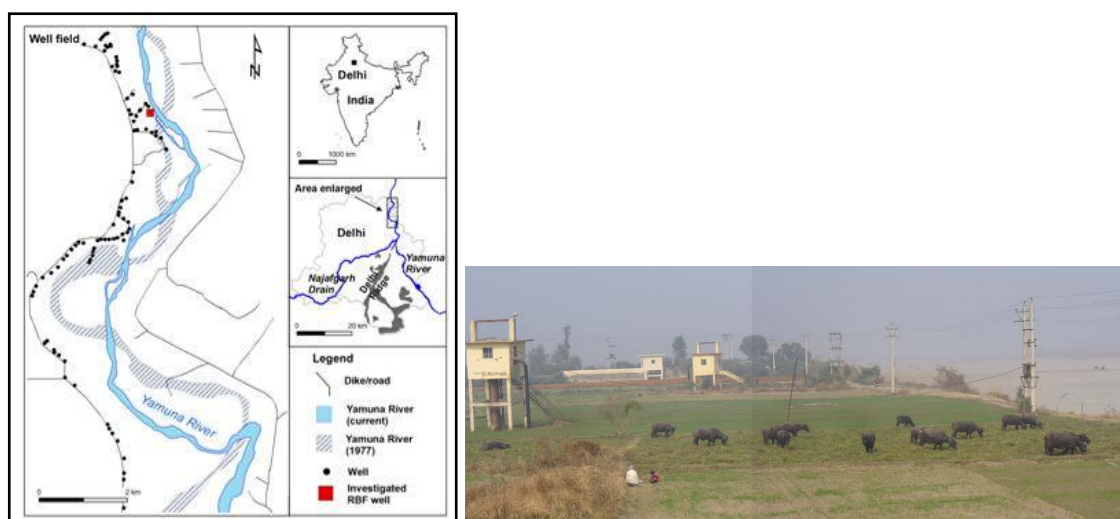 Well field
N
Yamuna River
0
2 km
Delhi
India
0
1000 km
Area enlarged
Delhi
Najafgarh
Drain
Delhi
Ridge
Yamuna
River
0
20 km
Legend
Dike/road
Yamuna River
(current)
Yamuna River
(1977)
Well
Investigated
RBF well